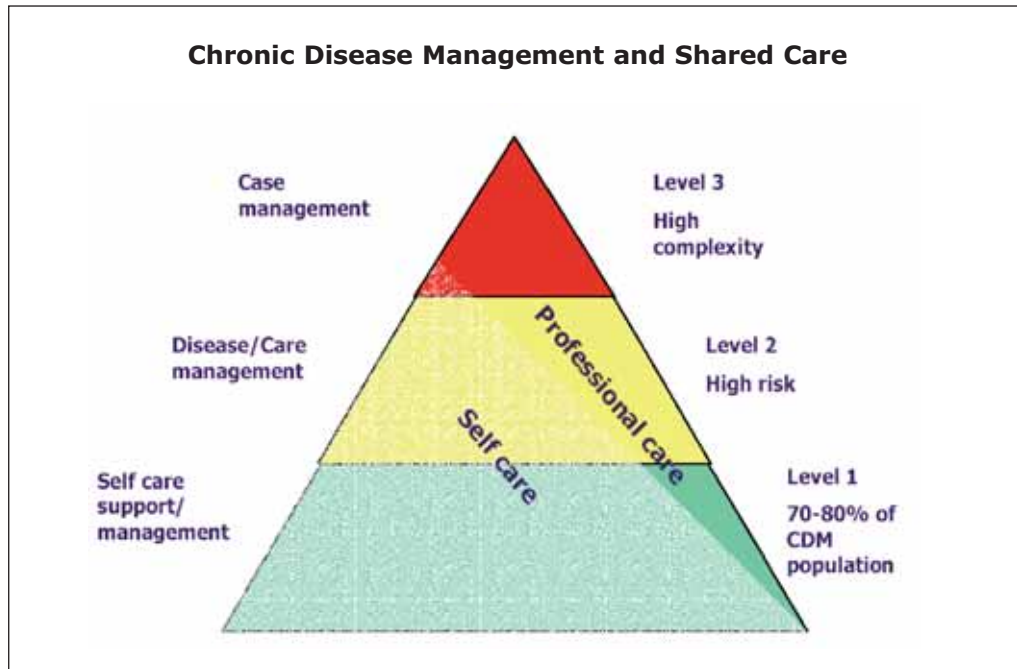 Chronic Disease Management and Shared Care
Case
management
Level 3
High
complexity
Disease/Care
management
Professional care
Level 2
High risk
Self care
Self care
support/
management
Level 1
70-80% of
CDM
population